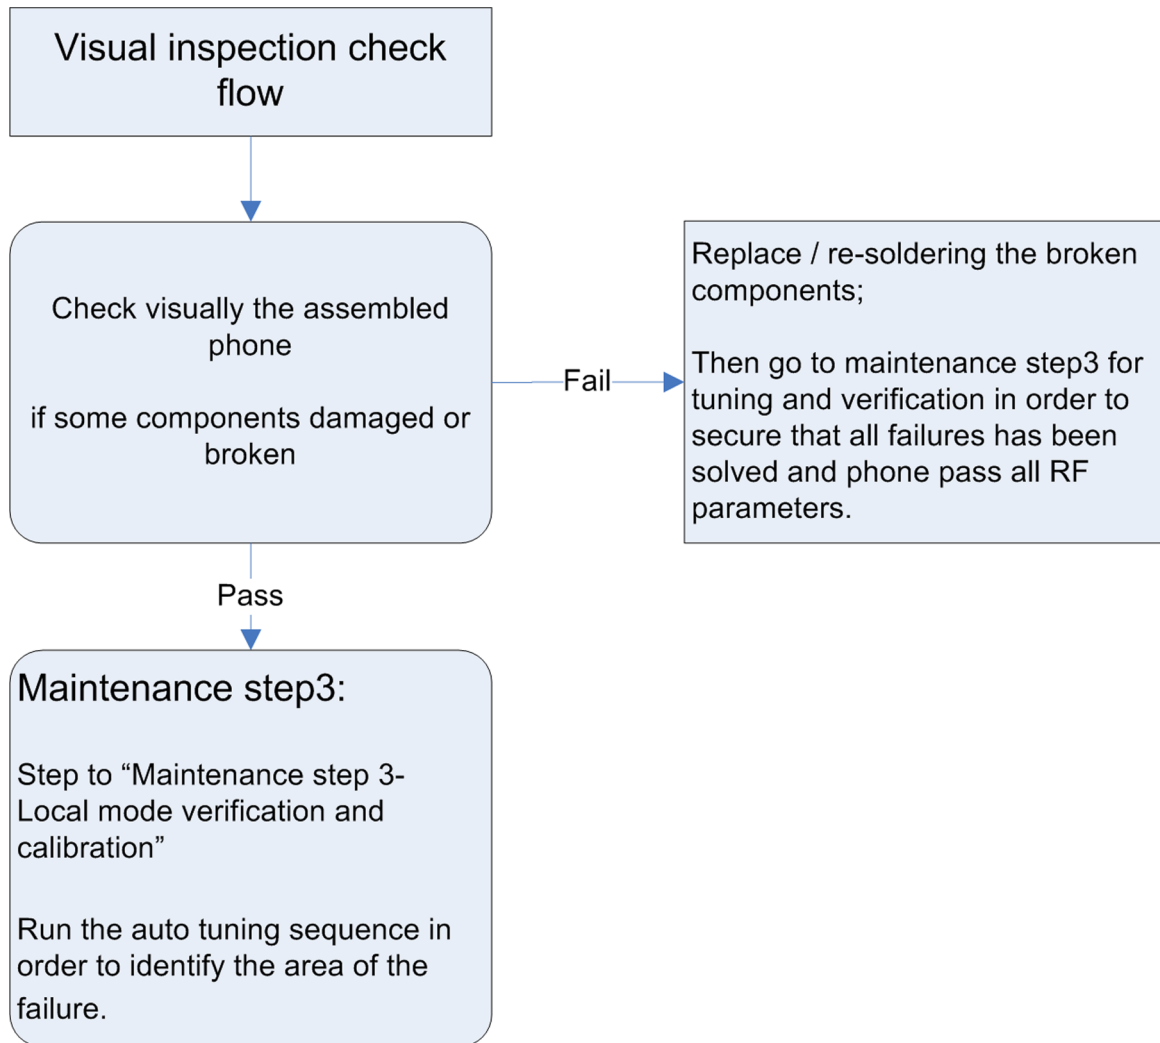 Visual inspection check
flow
Check visually the assembled
phone
if some components damaged or
broken
Fail
Replace / re-soldering the broken
components;
Then go to maintenance step3 for
tuning and verification in order to
secure that all failures has been
solved and phone pass all RF
parameters.
Pass
Maintenance step3:
Step to “Maintenance step 3-
Local mode verification and
calibration”
Run the auto tuning sequence in
order to identify the area of the
failure.